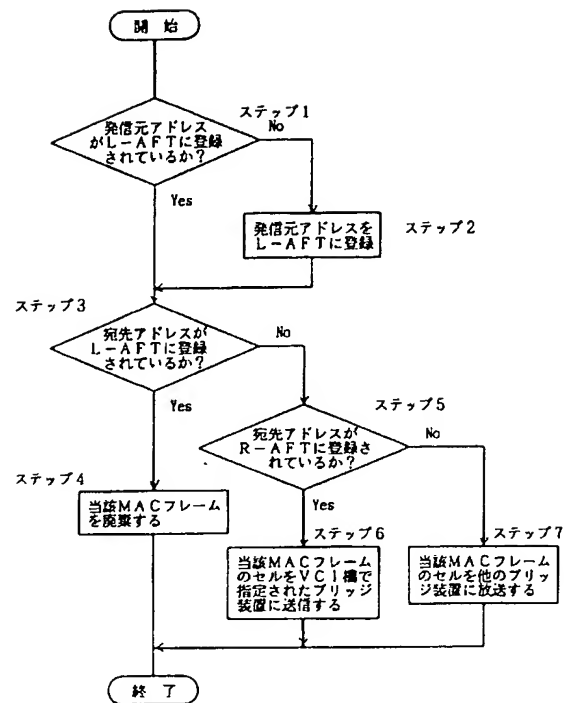 開 始
ステップ1
発信元アドレス
がL-AFTに登録
されているか?
No
Yes
発信元アドレスを
L-AFTに登録
ステップ2
ステップ3
宛先アドレスが
L-AFTに登録
されているか?
No
Yes
ステップ5
宛先アドレスが
R-AFTに登録さ
れているか?
No
Yes
ステップ4
当該MACフレーム
を廃棄する
ステップ6
当該MACフレーム
のセルをVCI欄で
指定されたブリッジ
装置に送信する
ステップ7
当該MACフレーム
のセルを他のブリッ
ジ装置に放送する
終 了